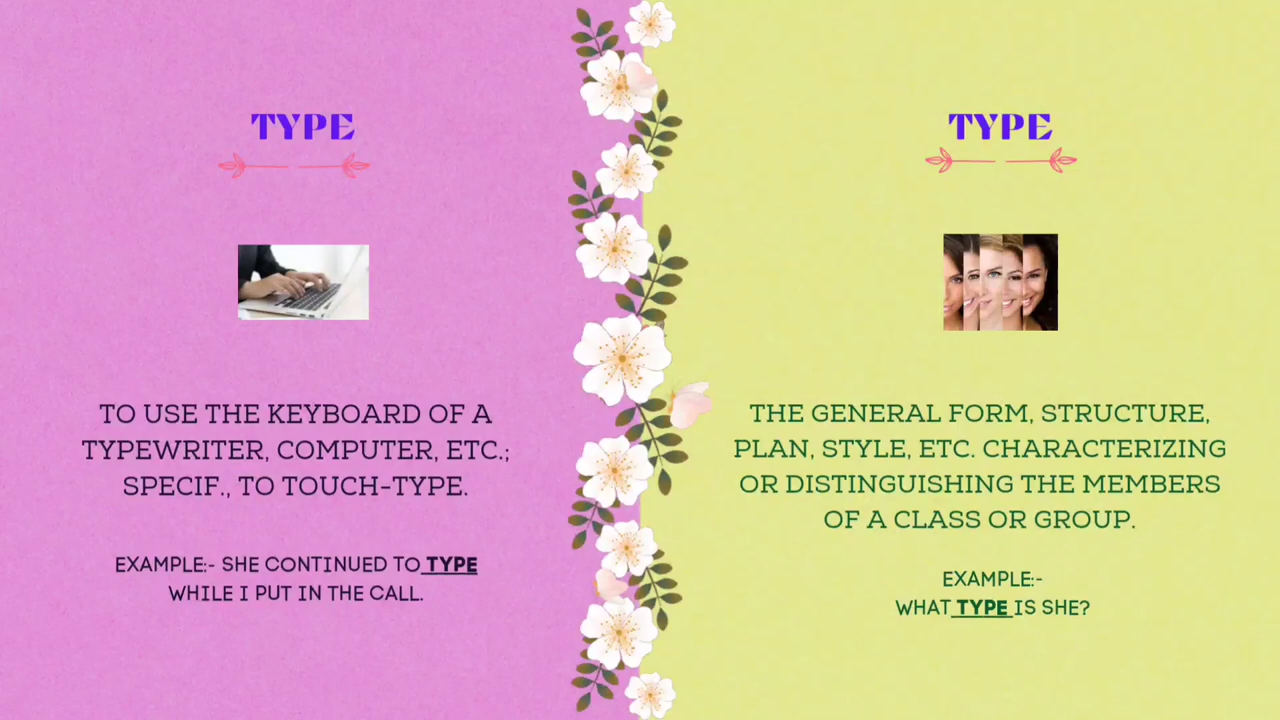 TYPE
TO USE THE KEYBOARD OF A
TYPEWRITER, COMPUTER, ETC.;
SPECIF., TO TOUCH-TYPE.
EXAMPLE:- SHE CONTINUED TO TYPE
WHILE I PUT IN THE CALL.
TYPE
THE GENERAL FORM, STRUCTURE,
PLAN, STYLE, ETC. CHARACTERIZING
OR DISTINGUISHING THE MEMBERS
OF A CLASS OR GROUP.
EXAMPLE:-
WHAT TYPE IS SHE?